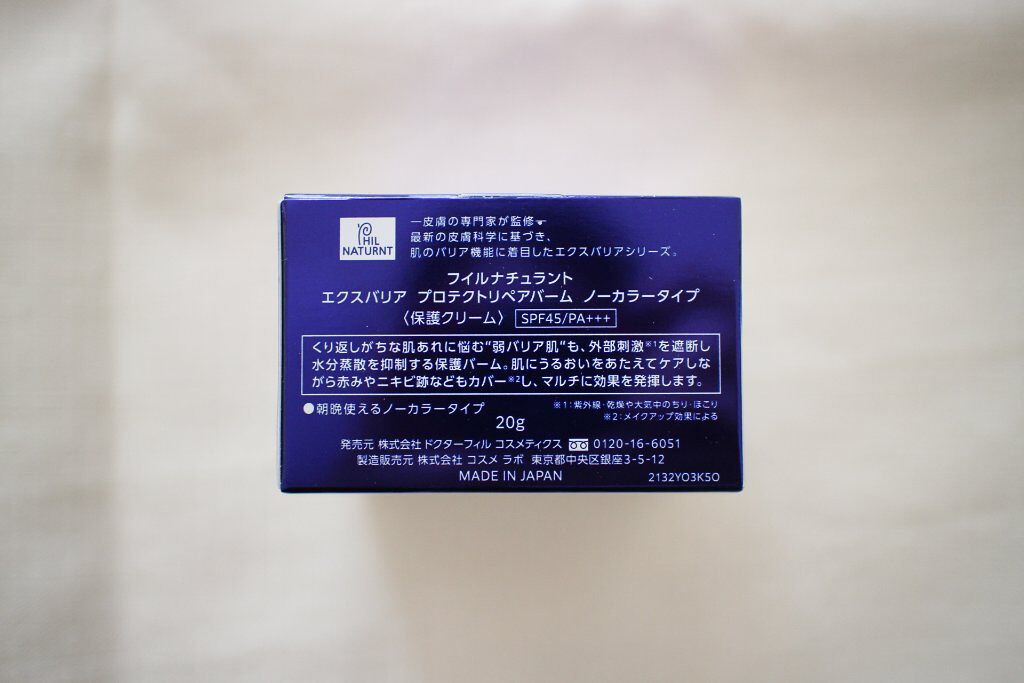 PHIL
NATURNT
一皮膚の専門家が監修
最新の皮膚科学に基づき、
肌のバリア機能に着目したエクスバリアシリーズ。
フイルナチュラント
エクスバリア プロテクトリペアバーム ノーカラータイプ
〈保護クリーム〉 SPF45/PA+++
くり返しがちな肌あれに悩む“弱バリア肌“も、外部刺激※1を遮断し
水分蒸散を抑制する保護バーム。肌にうるおいをあたえてケアしな
がら赤みやニキビ跡などもカバー※2し、マルチに効果を発揮します。
●朝晩使えるノーカラータイプ
※1:紫外線・乾燥や大気中のちり・ほこり
※2:メイクアップ効果による
20g
発売元 株式会社 ドクターフィル コスメティクス 0120-16-6051
製造販売元 株式会社 コスメ ラボ 東京都中央区銀座3-5-12
MADE IN JAPAN
2132YO3K5O